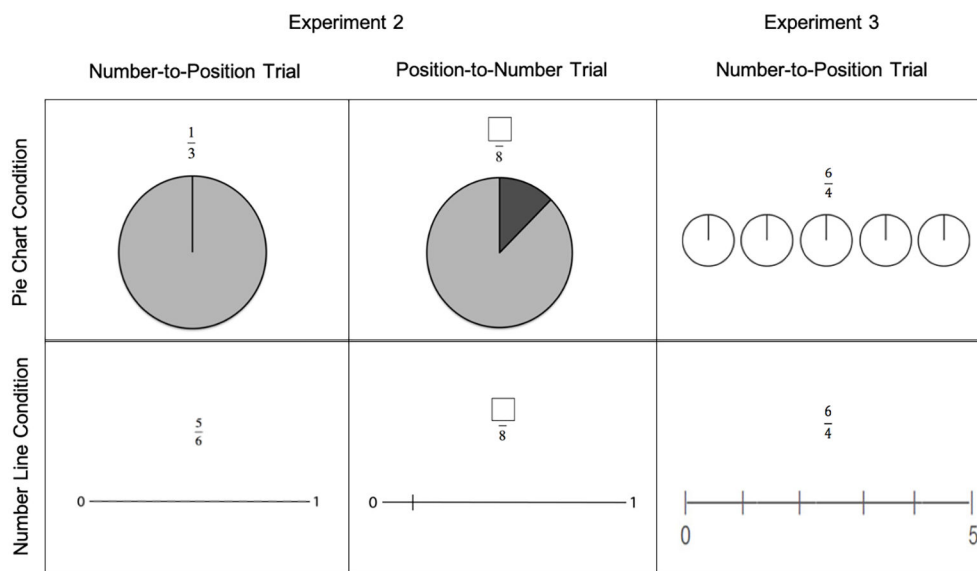 Experiment 2
Experiment 3
Number-to-Position Trial
Position-to-Number Trial
Number-to-Position Trial
Pie Chart Condition
1
3
8
6
4
Number Line Condition
5
6
8
6
4
0 1
0 1
0 5